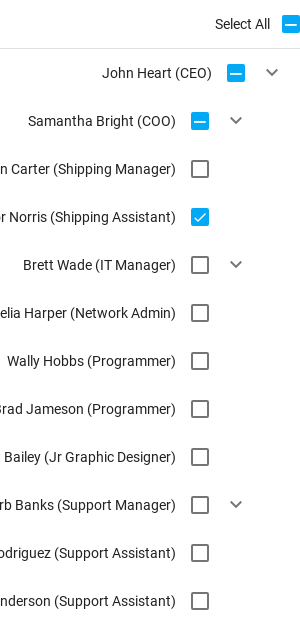 Select All
John Heart (CEO)
Samantha Bright (COO)
Carter (Shipping Manager)
Norris (Shipping Assistant)
Brett Wade (IT Manager)
Harper (Network Admin)
Wally Hobbs (Programmer)
Brad Jameson (Programmer)
Bailey (Jr Graphic Designer)
Banks (Support Manager)
(Support Assistant)
(Support Assistant)